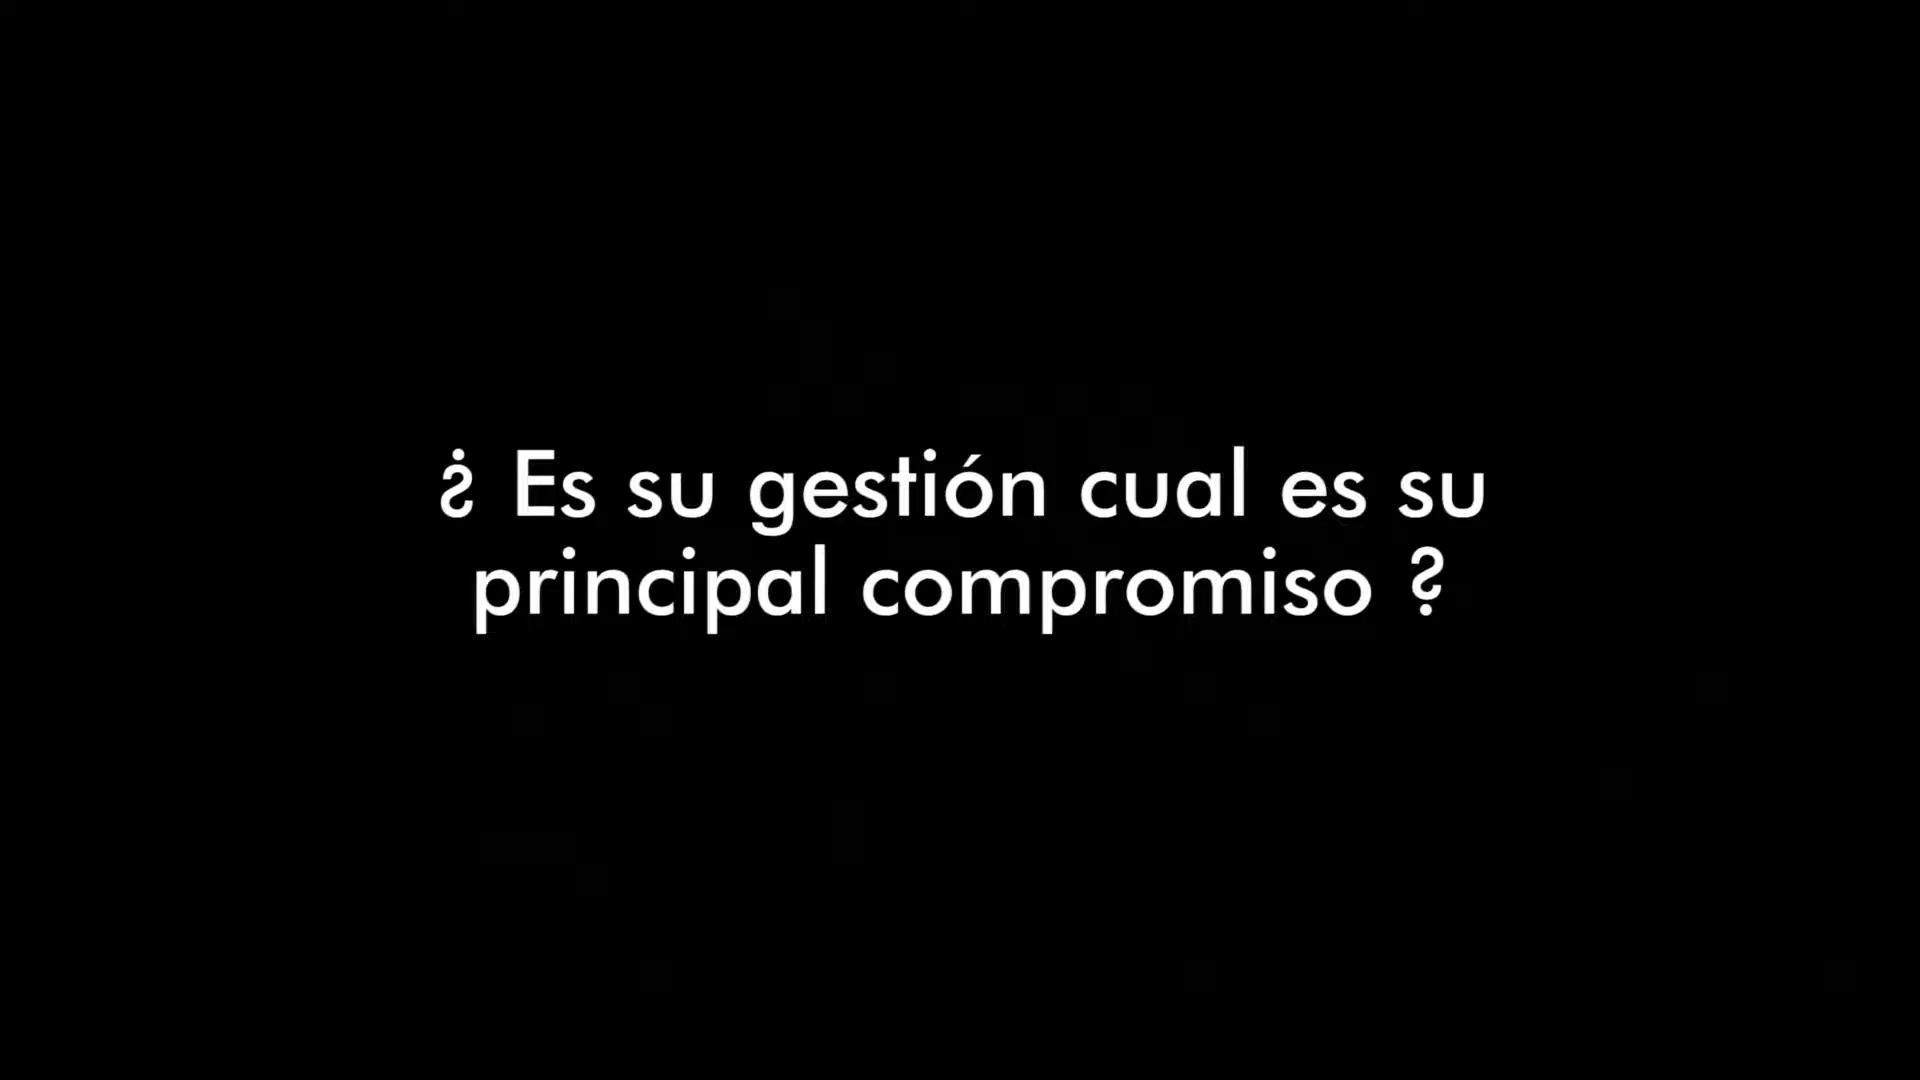 ¿ Es su gestión cual es su
principal compromiso ?